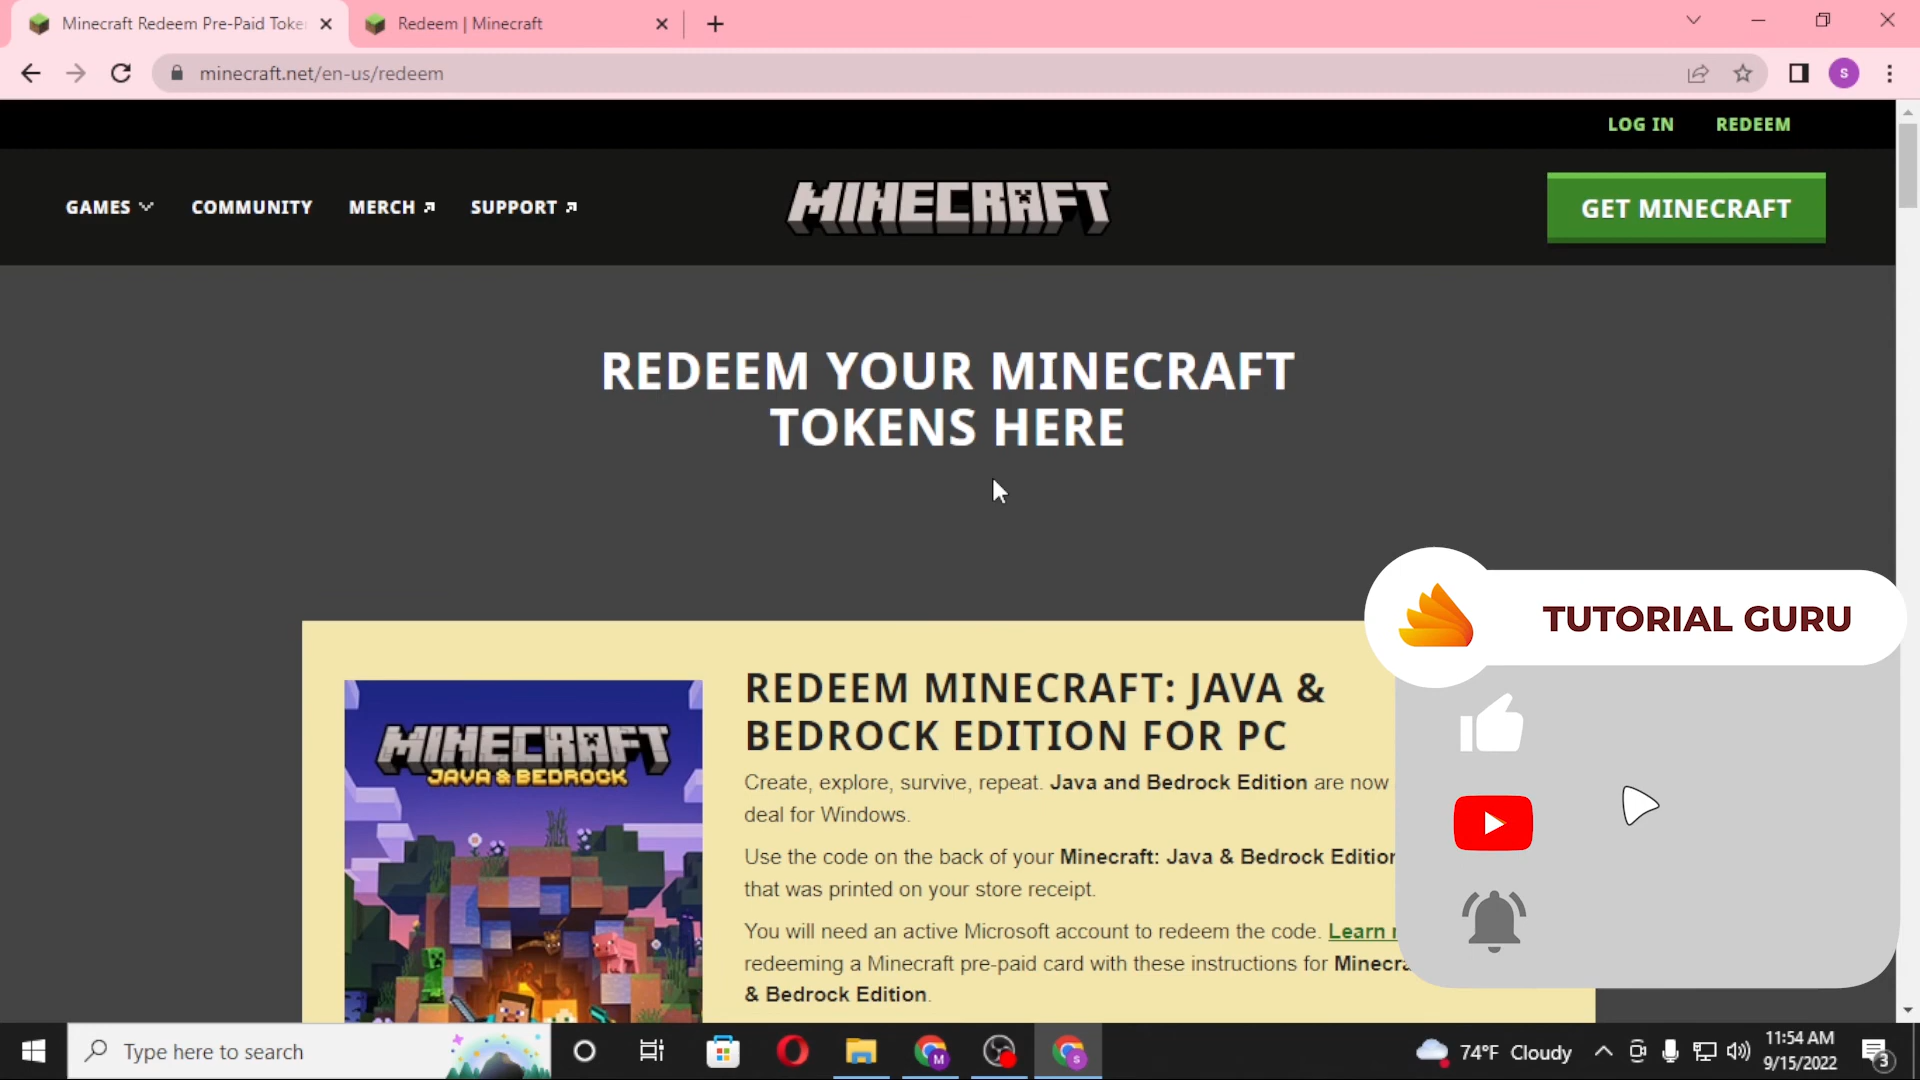 Minecraft Redeem Pre-Paid Toke
Redeem | Minecraft
minecraft.net/en-us/redeem
S
LOG IN REDEEM
GAMES COMMUNITY MERCH SUPPORT
MINECRAFT
GET MINECRAFT
REDEEM YOUR MINECRAFT
TOKENS HERE
TUTORIAL GURU
MINECRAFT
JAVA & BEDROCK
REDEEM MINECRAFT: JAVA &
BEDROCK EDITION FOR PC
Create, explore, survive, repeat. Java and Bedrock Edition are now
deal for Windows.
Use the code on the back of your Minecraft: Java & Bedrock Edition
that was printed on your store receipt.
You will need an active Microsoft account to redeem the code. Learn
redeeming a Minecraft pre-paid card with these instructions for Minecra
& Bedrock Edition.
Type here to search
M
S
74°F Cloudy
11:54 AM
9/15/2022
3